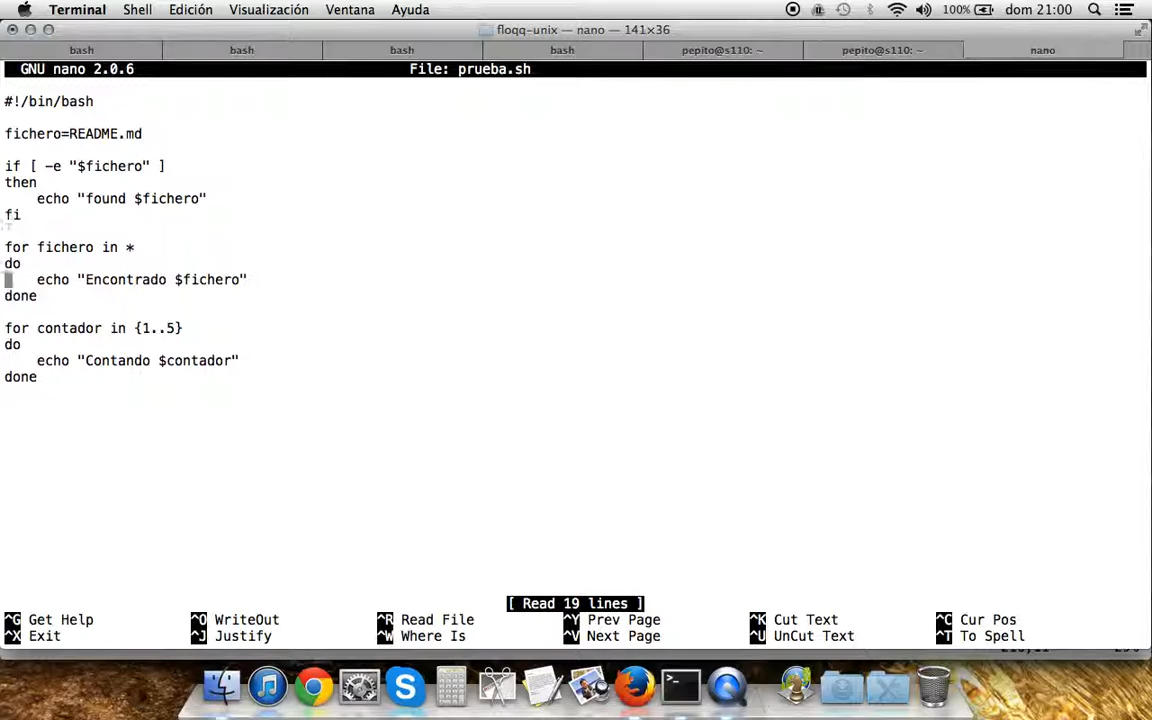 Terminal Shell Edición Visualización Ventana Ayuda 100% dom 21:00
floqq-unix — nano — 141×36
bash bash bash bash pepito@s110: ~ pepito@s110: ~ nano
GNU nano 2.0.6 File: prueba.sh
#!/bin/bash
fichero=README.md
if [ -e "$fichero" ]
then
echo "found $fichero"
fi
for fichero in *
do
echo "Encontrado $fichero"
done
for contador in {1..5}
do
echo "Contando $contador"
done
[ Read 19 lines ]
^G Get Help ^O WriteOut ^R Read File ^Y Prev Page ^K Cut Text ^C Cur Pos
^X Exit ^J Justify ^W Where Is ^V Next Page ^U UnCut Text ^T To Spell